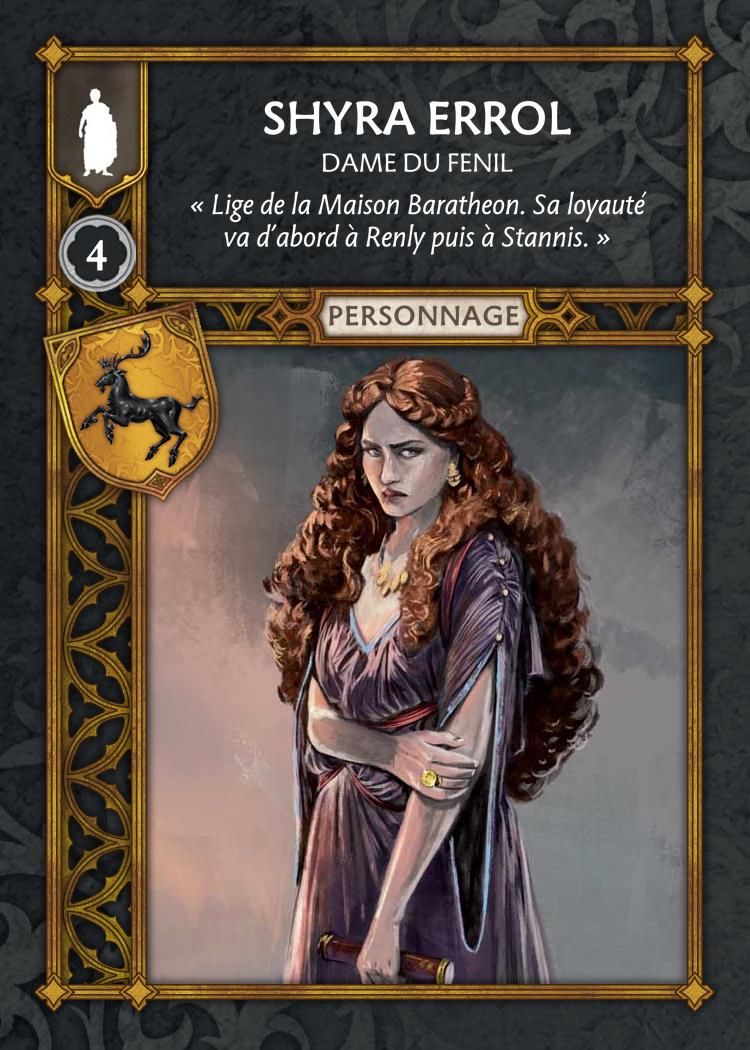 SHYRA ERROL
DAME DU FENIL
« Lige de la Maison Baratheon. Sa loyauté
va d’abord à Renly puis à Stannis. »
4
PERSONNAGE